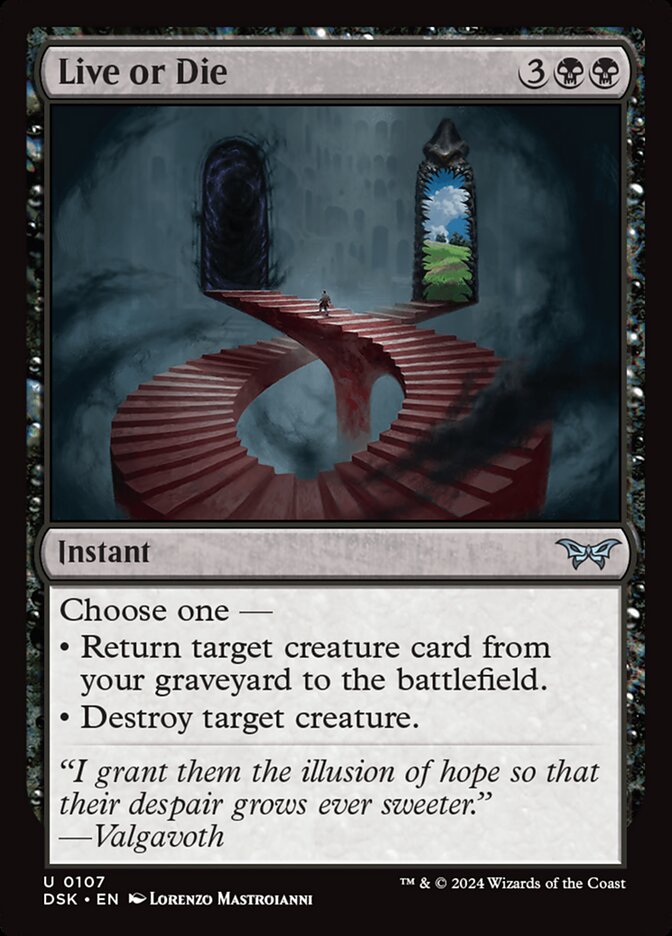 Live or Die 3
Instant
Choose one —
• Return target creature card from
your graveyard to the battlefield.
• Destroy target creature.
“I grant them the illusion of hope so that
their despair grows ever sweeter.”
—Valgavoth
U 0107 ™ & © 2024 Wizards of the Coast
DSK • EN Lorenzo Mastroianni